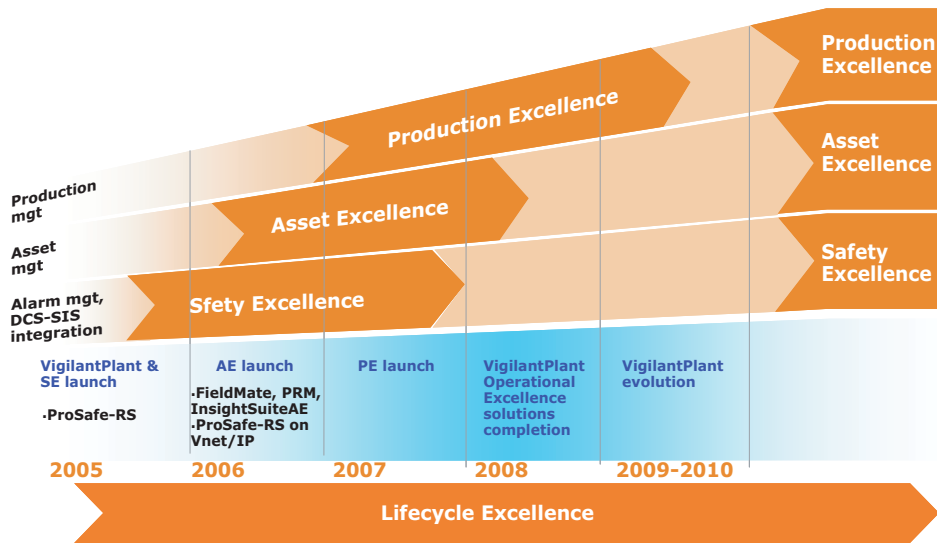 Production
Excellence
Production Excellence
Production
mgt
Asset
Excellence
Asset Excellence
Asset
mgt
Safety
Excellence
Sfety Excellence
Alarm mgt,
DCS-SIS
integration
VigilantPlant &
SE launch
·ProSafe-RS
AE launch
·FieldMate, PRM,
InsightSuiteAE
·ProSafe-RS on
Vnet/IP
PE launch
VigilantPlant
Operational
Excellence
solutions
completion
VigilantPlant
evolution
2005
2006
2007
2008
2009-2010
Lifecycle Excellence